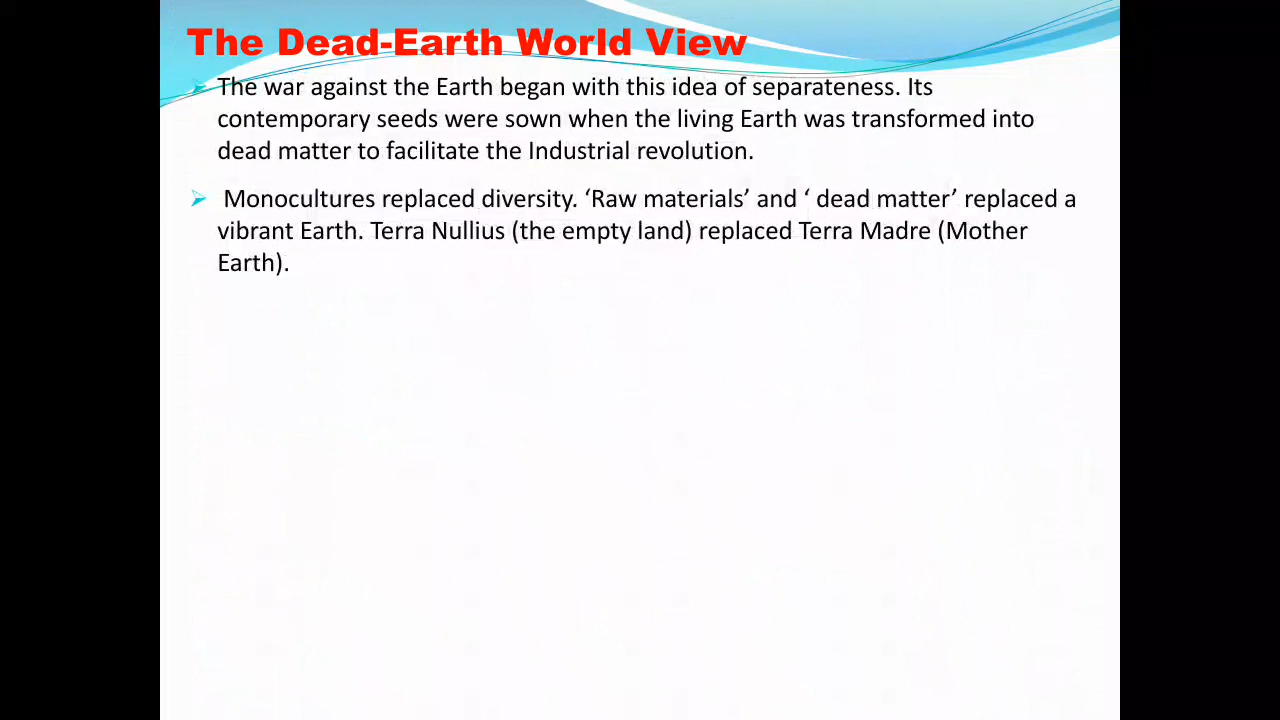 The Dead-Earth World View
The war against the Earth began with this idea of separateness. Its
contemporary seeds were sown when the living Earth was transformed into
dead matter to facilitate the Industrial revolution.
Monocultures replaced diversity. ‘Raw materials’ and ‘ dead matter’ replaced a
vibrant Earth. Terra Nullius (the empty land) replaced Terra Madre (Mother
Earth).